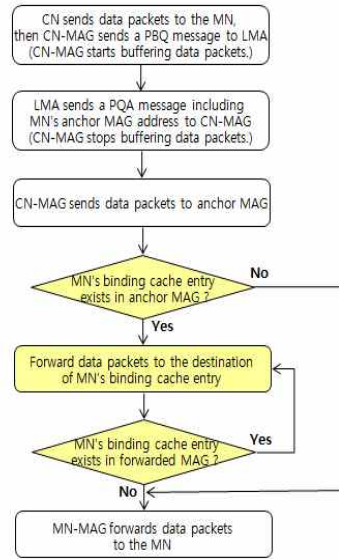 CN sends data packets to the MN,
then CN-MAG sends a PBQ message to LMA
(CN-MAG starts buffering data packets.)
LMA sends a PQA message including
MN's anchor MAG address to CN-MAG
(CN-MAG stops buffering data packets.)
CN-MAG sends data packets to anchor MAG
MN's binding cache entry
exists in anchor MAG ?
No
Yes
Forward data packets to the destination
of MN's binding cache entry
MN's binding cache entry
exists in forwarded MAG ?
Yes
No
MN-MAG forwards data packets
to the MN